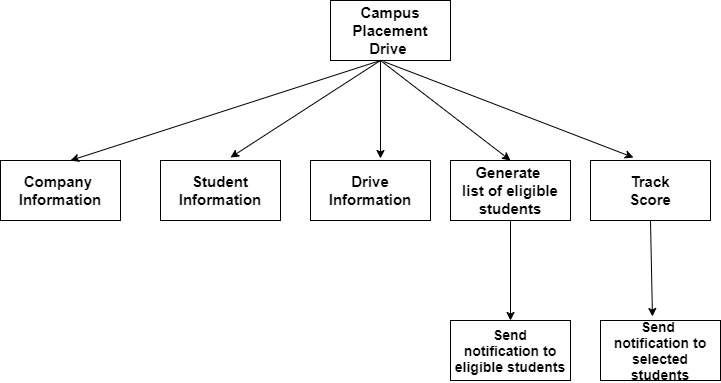 Campus
Placement
Drive
Company
Information
Student
Information
Drive
Information
Generate
list of eligible
students
Track
Score
Send
notification to
eligible students
Send
notification to
selected
students